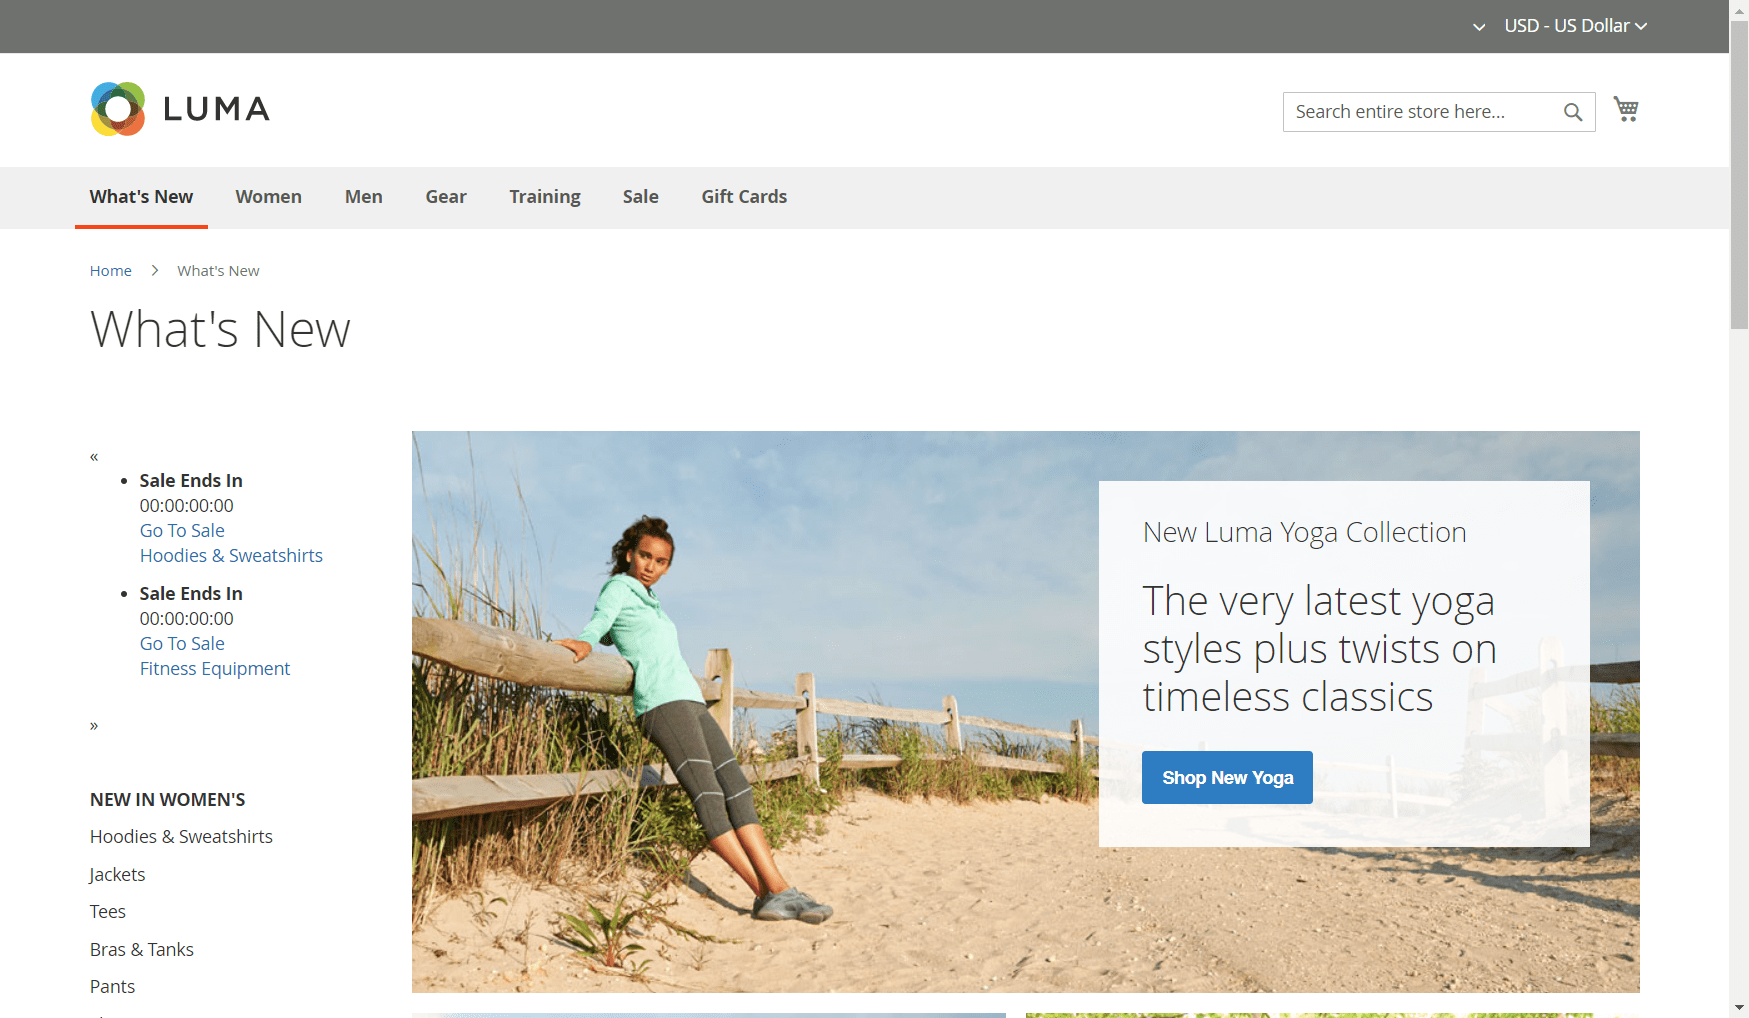 USD - US Dollar
LUMA
Search entire store here...
What's New
Women
Men
Gear
Training
Sale
Gift Cards
Home
What's New
What's New
«
Sale Ends In
00:00:00:00
Go To Sale
Hoodies & Sweatshirts
Sale Ends In
00:00:00:00
Go To Sale
Fitness Equipment
»
NEW IN WOMEN'S
Hoodies & Sweatshirts
Jackets
Tees
Bras & Tanks
Pants
New Luma Yoga Collection
The very latest yoga
styles plus twists on
timeless classics
Shop New Yoga